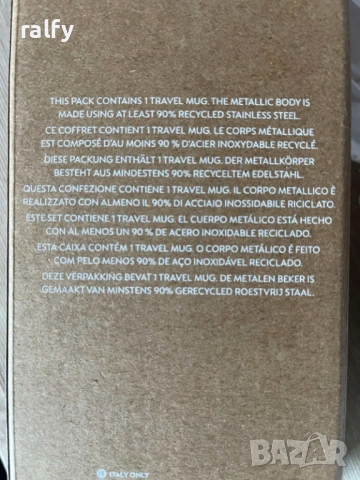 ralfy
THIS PACK CONTAINS 1 TRAVEL MUG. THE METALLIC BODY IS
MADE USING AT LEAST 90% RECYCLED STAINLESS STEEL.
CE COFFRET CONTIENT 1 TRAVEL MUG. LE CORPS MÉTALLIQUE
EST COMPOSÉ D'AU MOINS 90 % D'ACIER INOXYDABLE RECYCLÉ.
DIESE PACKUNG ENTHÄLT 1 TRAVEL MUG. DER METALLKÖRPER
BESTEHT AUS MINDESTENS 90% RECYCELTEM EDELSTAHL.
QUESTA CONFEZIONE CONTIENE 1 TRAVEL MUG. IL CORPO METALLICO È
REALIZZATO CON ALMENO IL 90% DI ACCIAIO INOSSIDABILE RICICLATO.
ESTE SET CONTIENE 1 TRAVEL MUG. EL CUERPO METÁLICO ESTÁ HECHO
CON AL MENOS UN 90 % DE ACERO INOXIDABLE RECICLADO.
ESTA CAIXA CONTÉM 1 TRAVEL MUG. O CORPO METÁLICO É FEITO
COM PELO MENOS 90% DE AÇO INOXIDÁVEL RECICLADO.
DEZE VERPAKKING BEVAT 1 TRAVEL MUG. DE METALEN BEKER IS
GEMAAKT VAN MINSTENS 90% GERECYCLED ROESTVRIJ STAAL.
IT ITALY ONLY
BAZAR
bg